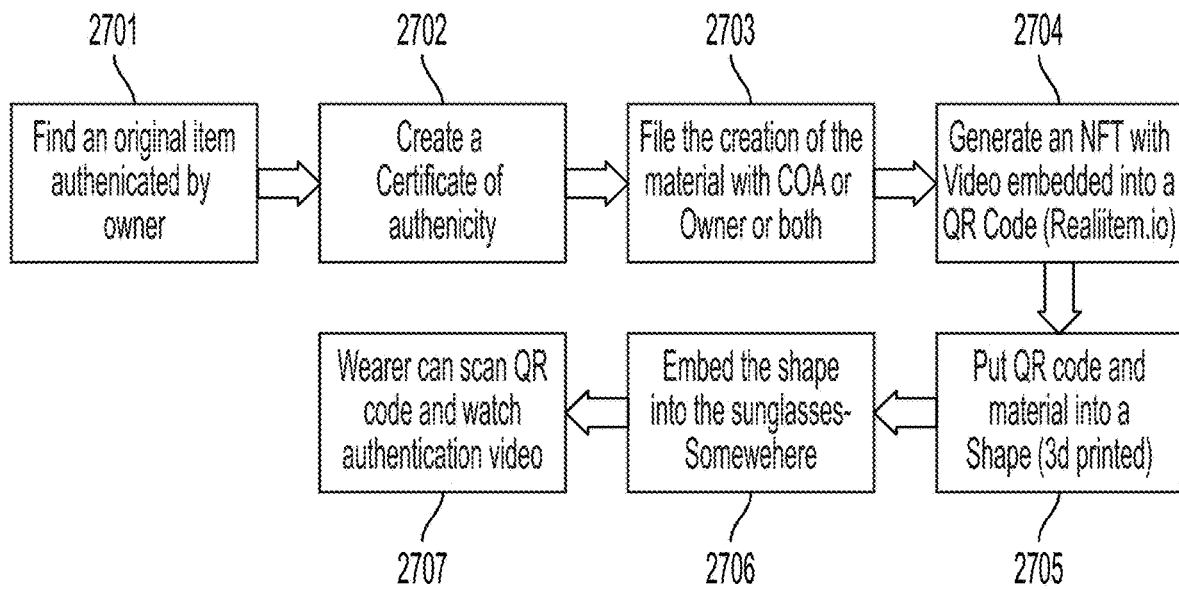 2701
2702
2703
2704
Find an original item
authenicated by
owner
Create a
Certificate of
authenicity
File the creation of the
material with COA or
Owner or both
Generate an NFT with
Video embedded into a
QR Code (Realiitem.io)
Wearer can scan QR
code and watch
authentication video
Embed the shape
into the sunglasses-
Somewehere
Put QR code and
material into a
Shape (3d printed)
2707
2706
2705